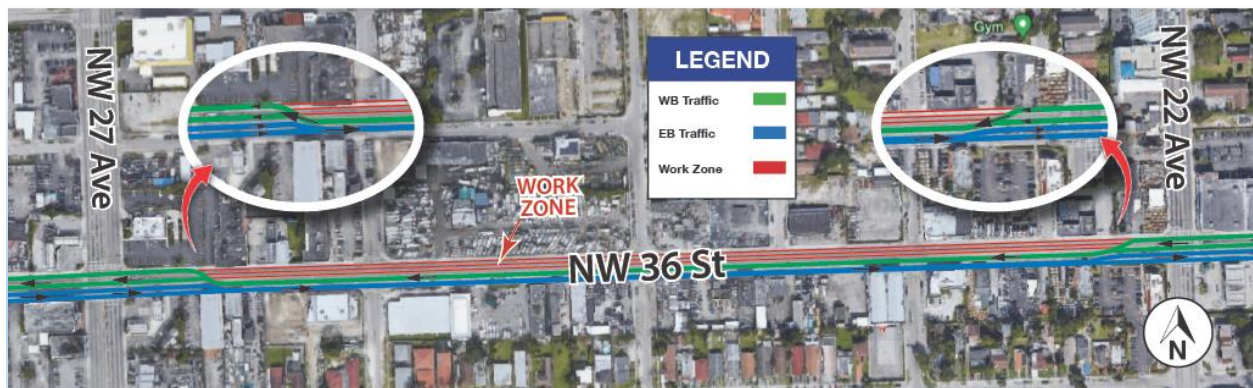 NW 27 Ave
LEGEND
WB Traffic
EB Traffic
Work Zone
Gym
NW 22 Ave
WORK
ZONE
NW 36 St
N